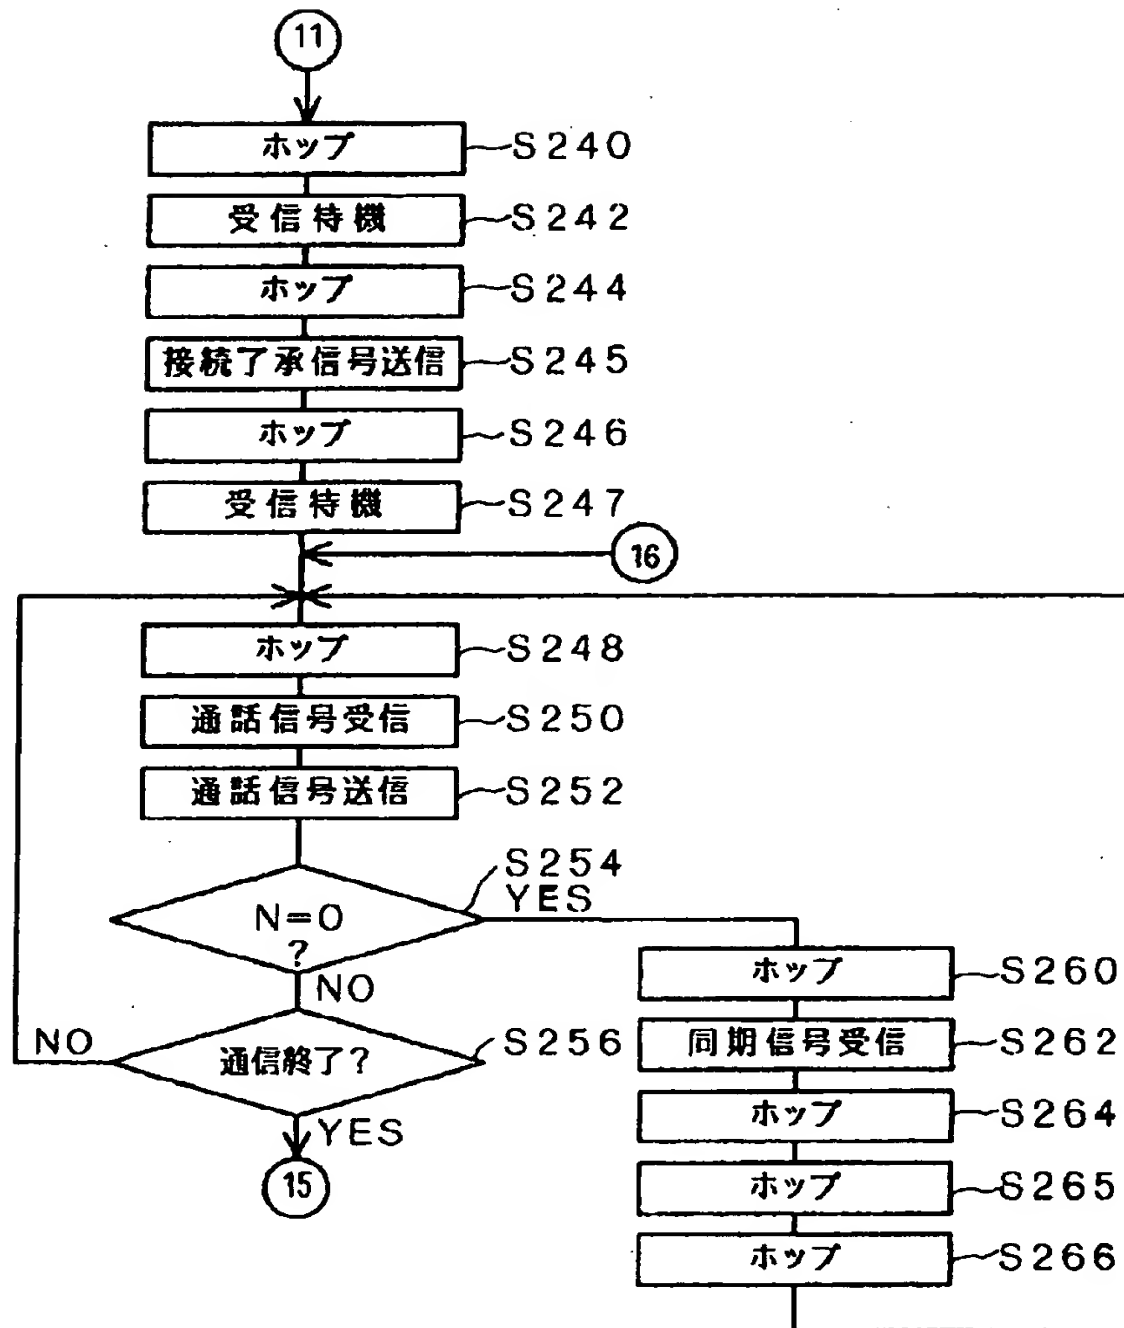 11
ホップ S240
受信待機 S242
ホップ S244
接続了承信号送信 S245
ホップ S246
受信待機 S247
16
ホップ S248
通話信号受信 S250
通話信号送信 S252
S254
N=0
?
YES
NO
通信終了? S256
NO
YES
15
ホップ S260
同期信号受信 S262
ホップ S264
ホップ S265
ホップ S266